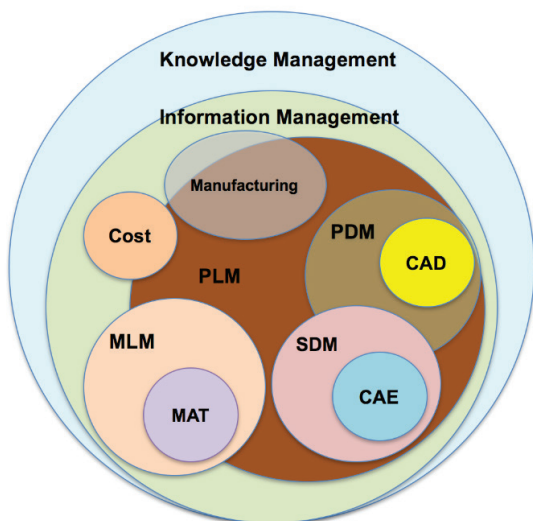 Knowledge Management
Information Management
Manufacturing
Cost
PDM
CAD
PLM
MLM
SDM
MAT
CAE